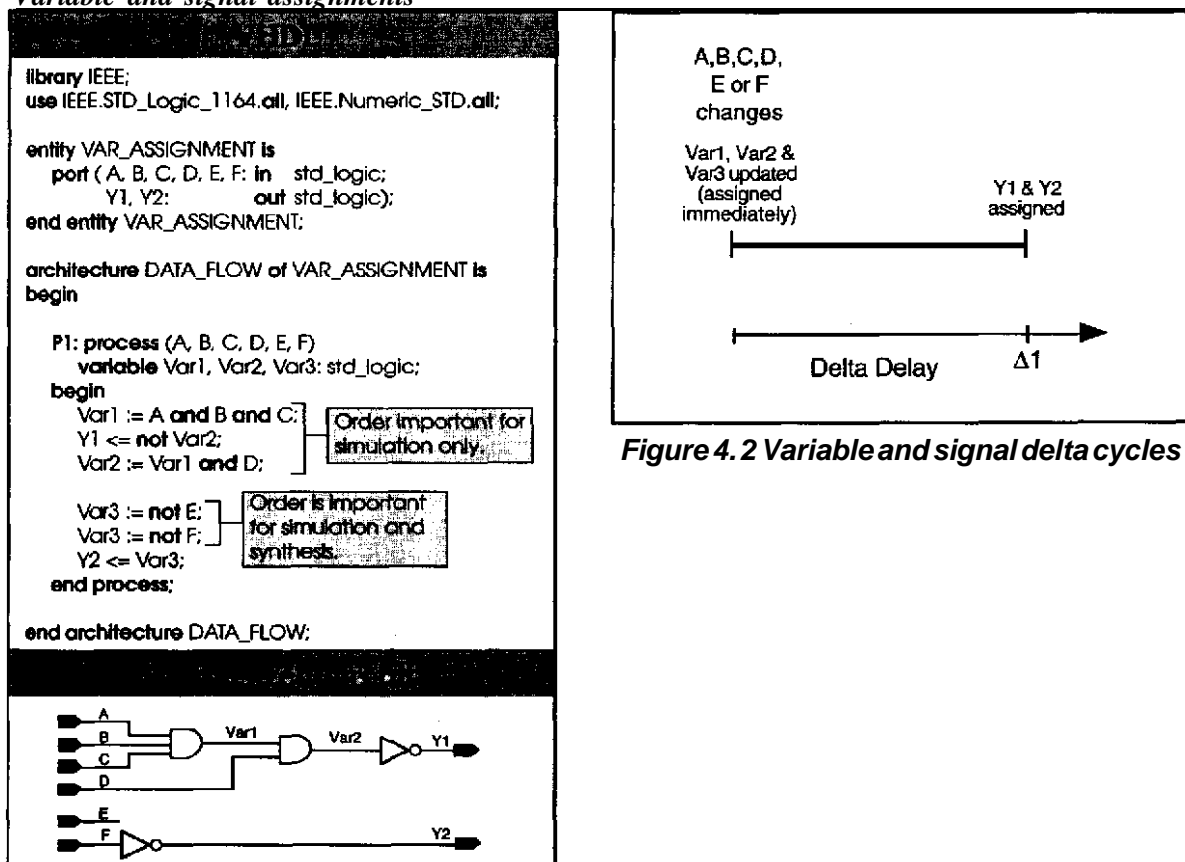 Variable and signal assignments
library IEEE;
use IEEE.STD_Logic_1164.all, IEEE.Numeric_STD.all;
entity VAR_ASSIGNMENT is
port ( A, B, C, D, E, F: in std_logic;
Y1, Y2: out std_logic);
end entity VAR_ASSIGNMENT;
architecture DATA_FLOW of VAR_ASSIGNMENT is
begin
P1: process (A, B, C, D, E, F)
variable Var1, Var2, Var3: std_logic;
begin
Var1 := A and B and C;
Y1 <= not Var2;
Var2 := Var1 and D;
Order important for
simulation only.
Var3 := not E;
Var3 := not F;
Y2 <= Var3;
Order is important
for simulation and
synthesis.
end process;
end architecture DATA_FLOW;
A
B
C
D
E
F
Var1
Var2
Y1
Y2
A,B,C,D,
E or F
changes
Var1, Var2 &
Var3 updated
(assigned
immediately)
Y1 & Y2
assigned
Delta Delay
Δ1
Figure 4.2 Variable and signal delta cycles